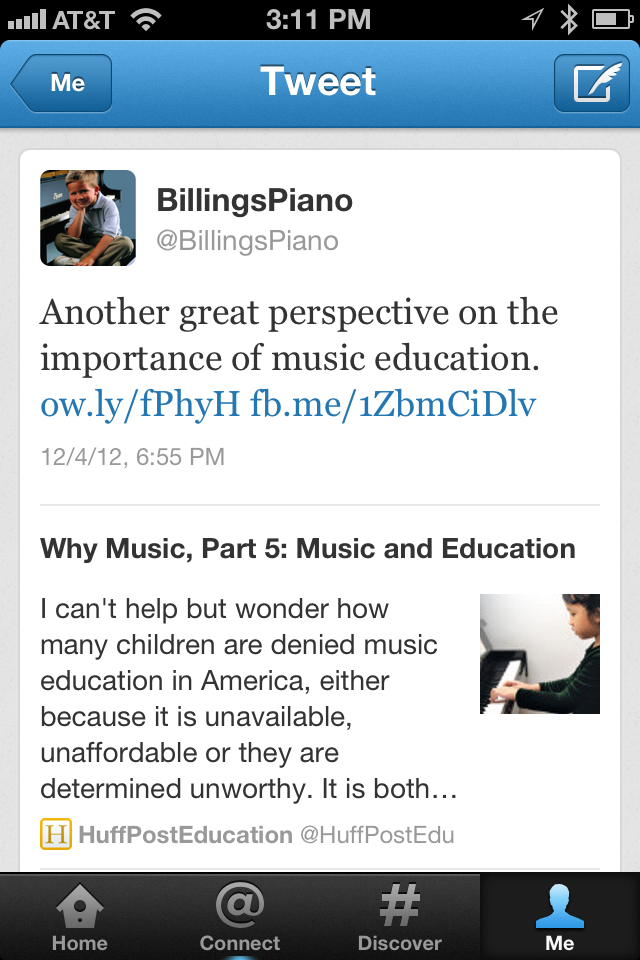 AT&T 3:11 PM
Me Tweet
BillingsPiano
@BillingsPiano
Another great perspective on the
importance of music education.
ow.ly/fPhyH fb.me/1ZbmCiDlv
12/4/12, 6:55 PM
Why Music, Part 5: Music and Education
I can't help but wonder how
many children are denied music
education in America, either
because it is unavailable,
unaffordable or they are
determined unworthy. It is both…
H HuffPostEducation @HuffPostEdu
Home Connect Discover Me